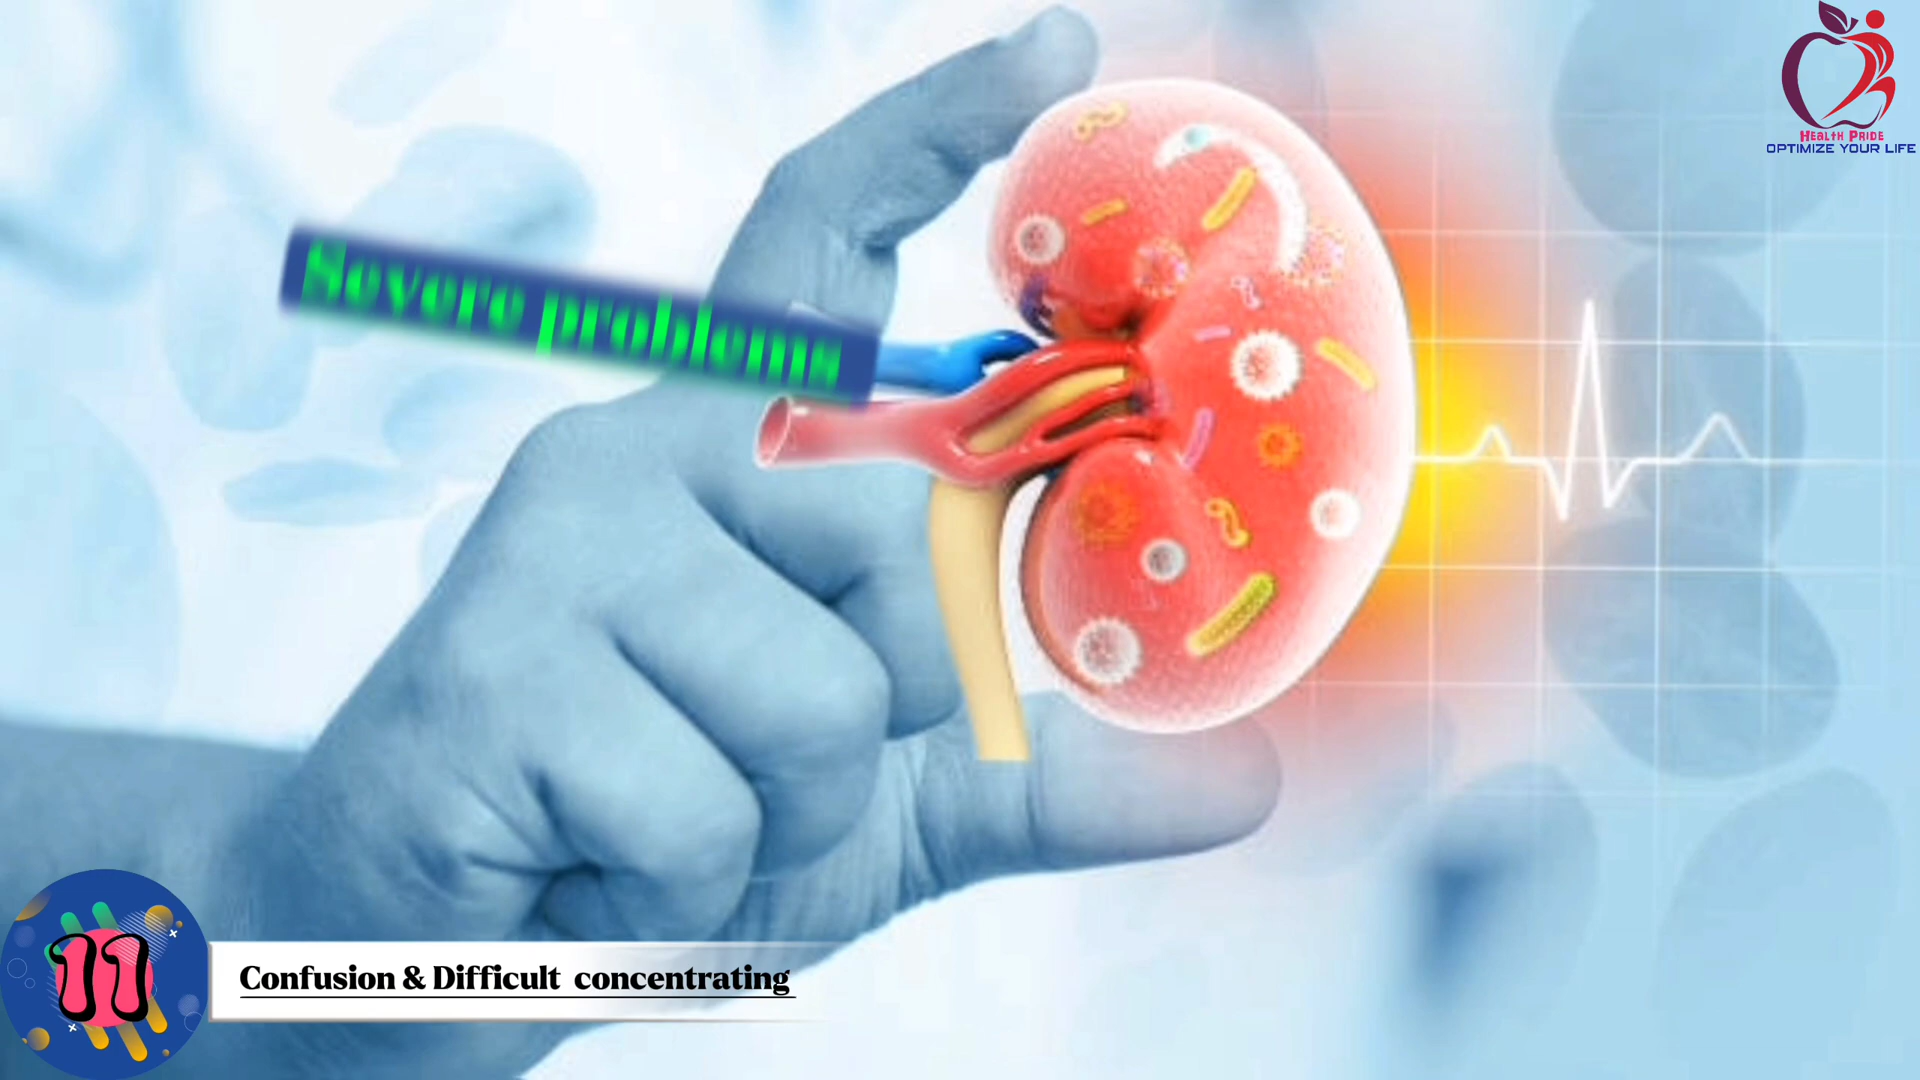 Health Pride
OPTIMIZE YOUR LIFE
Severe problems
11
Confusion & Difficult concentrating